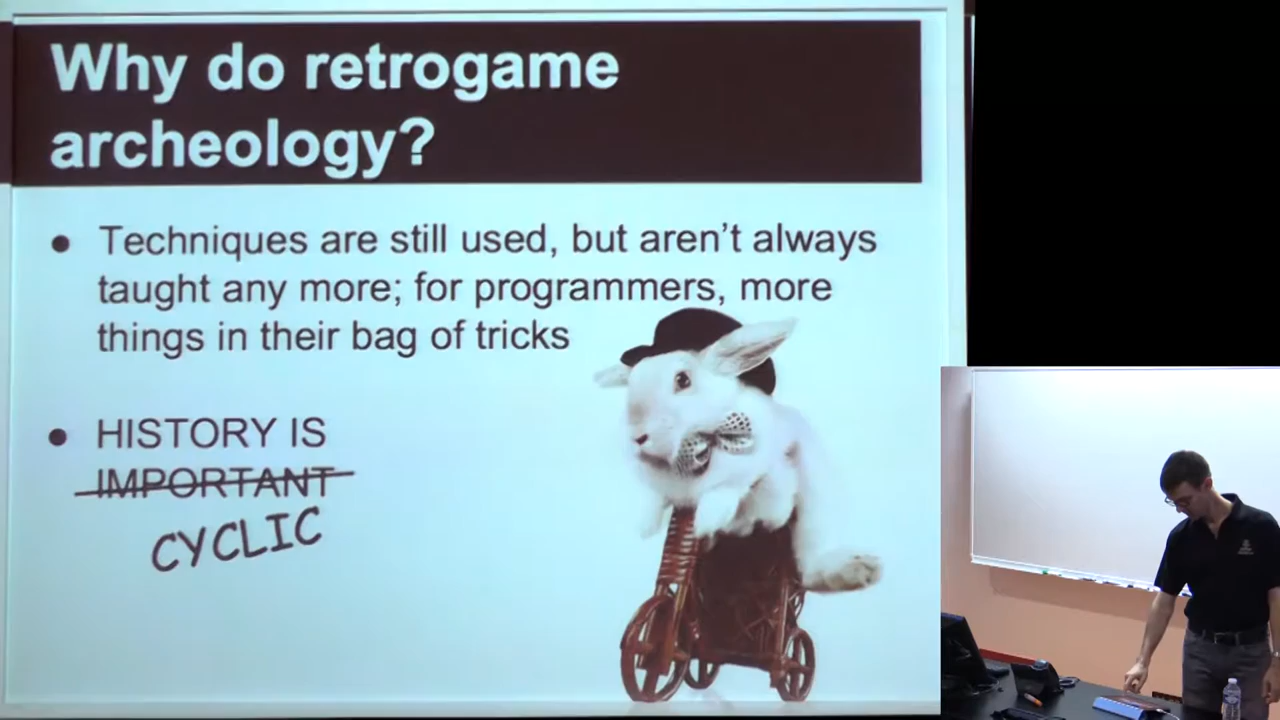 Why do retrogame
archeology?
● Techniques are still used, but aren't always
taught any more; for programmers, more
things in their bag of tricks
● HISTORY IS
IMPORTANT
CYCLIC